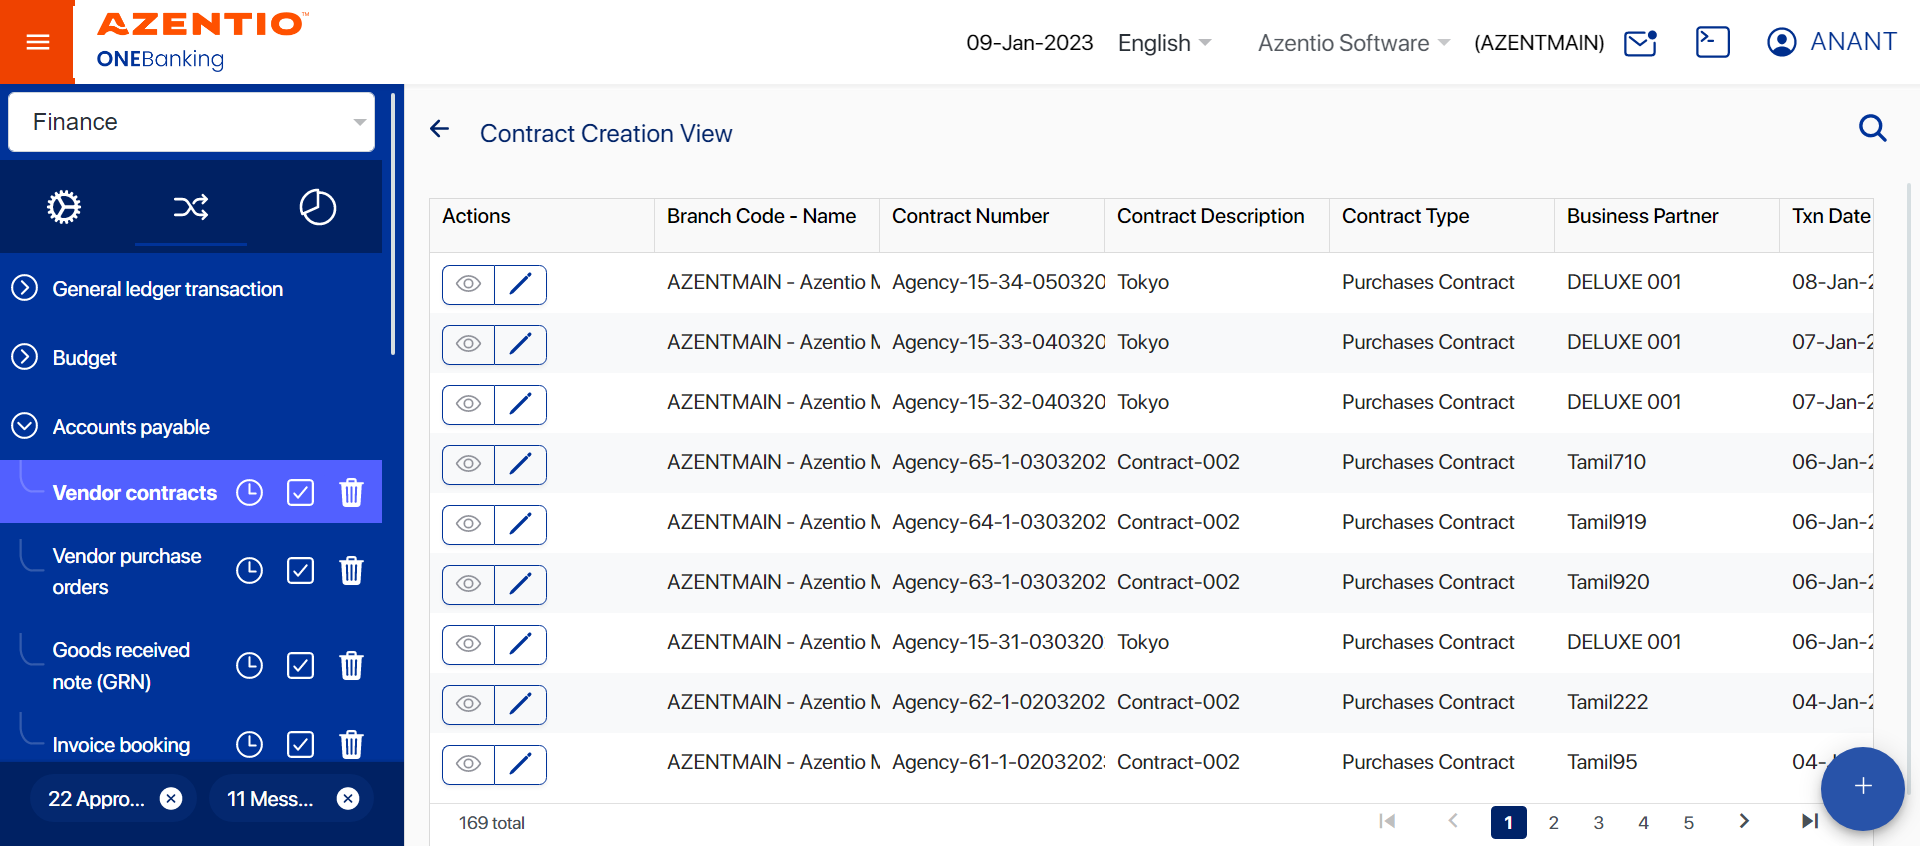 AZENTIO™
ONEBanking
09-Jan-2023 English Azentio Software (AZENTMAIN) ANANT
Finance
General ledger transaction
Budget
Accounts payable
Vendor contracts
Vendor purchase
orders
Goods received
note (GRN)
Invoice booking
22 Appro...
11 Mess...
Contract Creation View
Actions Branch Code - Name Contract Number Contract Description Contract Type Business Partner Txn Date
AZENTMAIN - Azentio M Agency-15-34-050320 Tokyo Purchases Contract DELUXE 001 08-Jan-2
AZENTMAIN - Azentio M Agency-15-33-040320 Tokyo Purchases Contract DELUXE 001 07-Jan-2
AZENTMAIN - Azentio M Agency-15-32-040320 Tokyo Purchases Contract DELUXE 001 07-Jan-2
AZENTMAIN - Azentio M Agency-65-1-0303202 Contract-002 Purchases Contract Tamil710 06-Jan-2
AZENTMAIN - Azentio M Agency-64-1-0303202 Contract-002 Purchases Contract Tamil919 06-Jan-2
AZENTMAIN - Azentio M Agency-63-1-0303202 Contract-002 Purchases Contract Tamil920 06-Jan-2
AZENTMAIN - Azentio M Agency-15-31-030320 Tokyo Purchases Contract DELUXE 001 06-Jan-2
AZENTMAIN - Azentio M Agency-62-1-0203202 Contract-002 Purchases Contract Tamil222 04-Jan-2
AZENTMAIN - Azentio M Agency-61-1-0203202 Contract-002 Purchases Contract Tamil95 04-
169 total 1 2 3 4 5